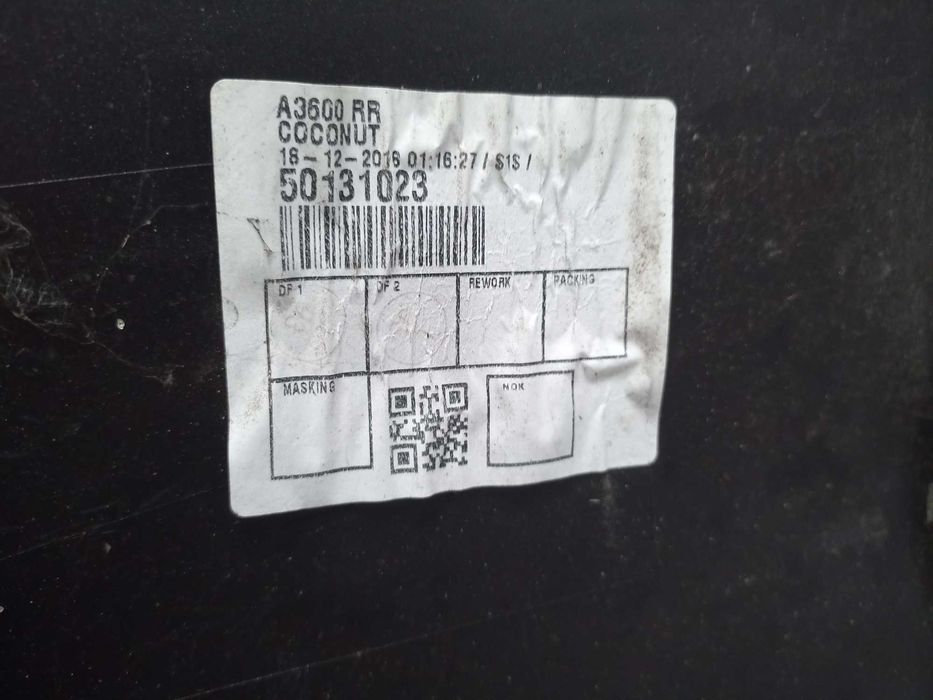 A3600 RR
COCONUT
16-12-2016 01:16:27 / $1$ /
50131023
DF 1
DF 2
REWORK
PACKING
MASKING
NOK